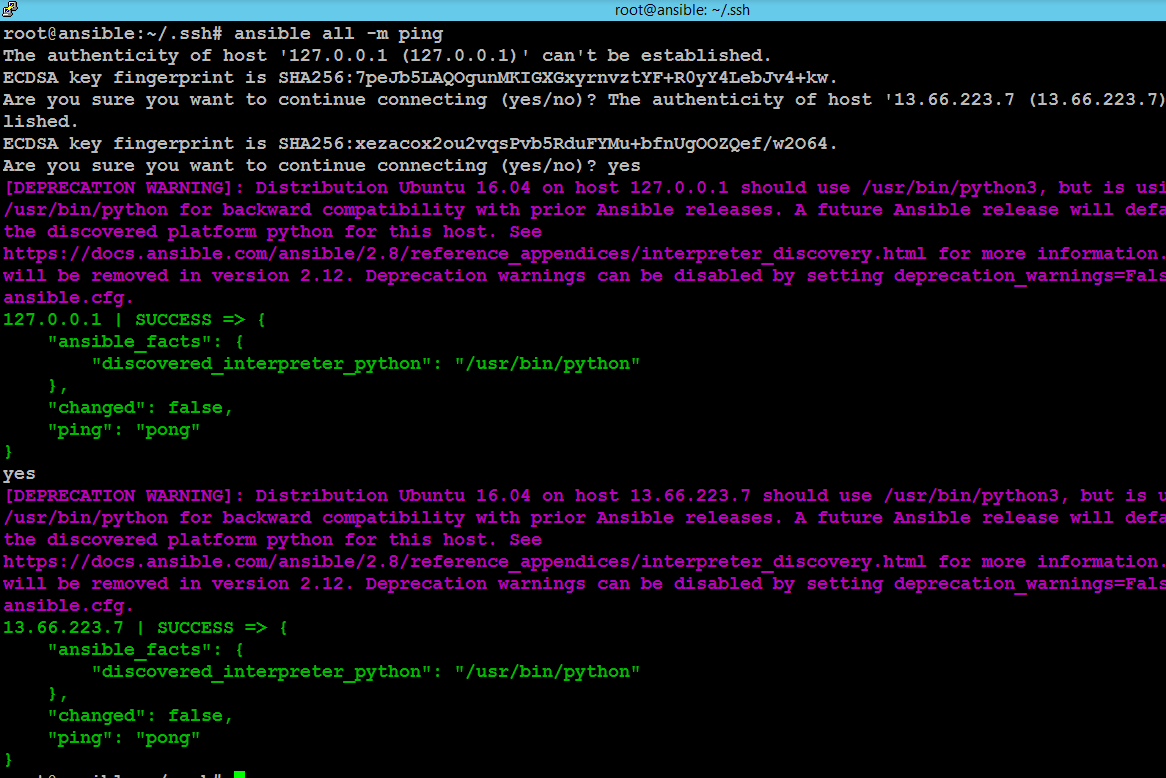 root@ansible: ~/.ssh
root@ansible:~/.ssh# ansible all -m ping
The authenticity of host '127.0.0.1 (127.0.0.1)' can't be established.
ECDSA key fingerprint is SHA256:7peJb5LAQOgunMKIGXGxyrnvztYF+R0yY4LebJv4+kw.
Are you sure you want to continue connecting (yes/no)? The authenticity of host '13.66.223.7 (13.66.223.7)
lished.
ECDSA key fingerprint is SHA256:xezacox2ou2vqsPvb5RduFYMu+bfnUgOOZQef/w2O64.
Are you sure you want to continue connecting (yes/no)? yes
[DEPRECATION WARNING]: Distribution Ubuntu 16.04 on host 127.0.0.1 should use /usr/bin/python3, but is usi
/usr/bin/python for backward compatibility with prior Ansible releases. A future Ansible release will defa
the discovered platform python for this host. See
https://docs.ansible.com/ansible/2.8/reference_appendices/interpreter_discovery.html for more information.
will be removed in version 2.12. Deprecation warnings can be disabled by setting deprecation_warnings=Fals
ansible.cfg.
127.0.0.1 | SUCCESS => {
    "ansible_facts": {
        "discovered_interpreter_python": "/usr/bin/python"
    },
    "changed": false,
    "ping": "pong"
}
yes
[DEPRECATION WARNING]: Distribution Ubuntu 16.04 on host 13.66.223.7 should use /usr/bin/python3, but is u
/usr/bin/python for backward compatibility with prior Ansible releases. A future Ansible release will defa
the discovered platform python for this host. See
https://docs.ansible.com/ansible/2.8/reference_appendices/interpreter_discovery.html for more information.
will be removed in version 2.12. Deprecation warnings can be disabled by setting deprecation_warnings=Fals
ansible.cfg.
13.66.223.7 | SUCCESS => {
    "ansible_facts": {
        "discovered_interpreter_python": "/usr/bin/python"
    },
    "changed": false,
    "ping": "pong"
}